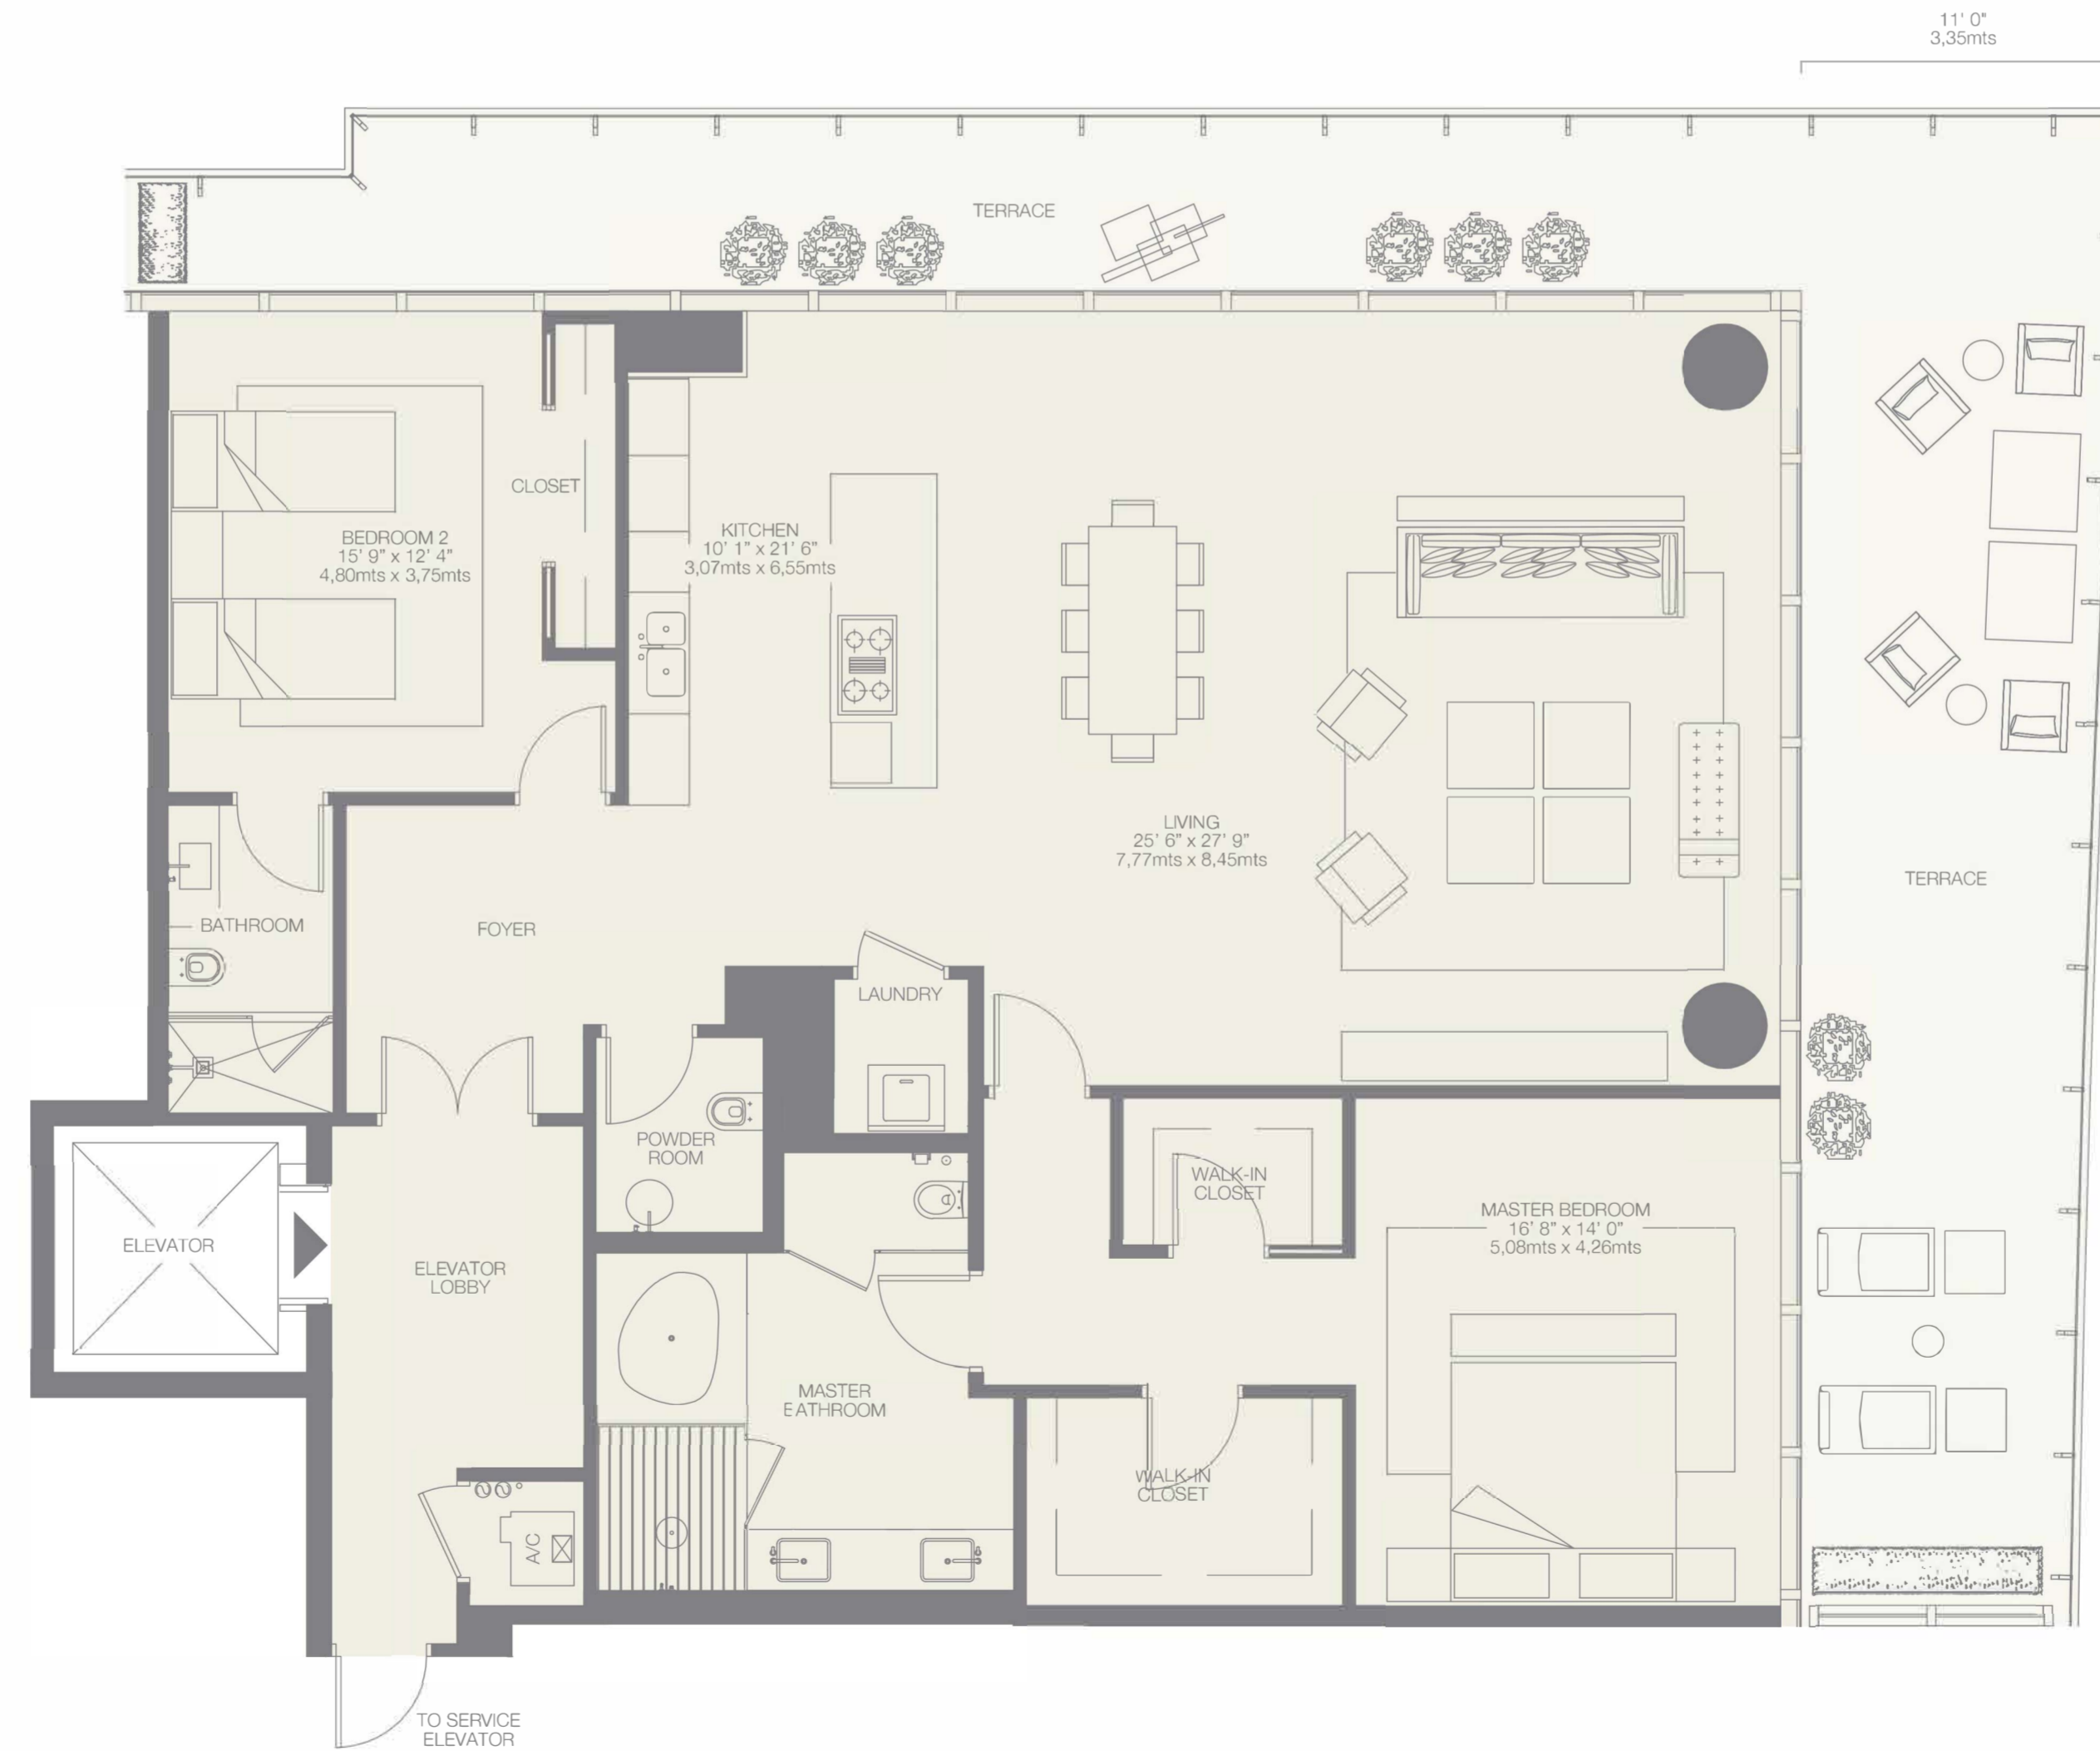 11' 0"
3,35mts
TERRACE
CLOSET
BEDROOM 2
15' 9" x 12' 4"
4,80mts x 3,75mts
KITCHEN
10' 1" x 21' 6"
3,07mts x 6,55mts
LIVING
25' 6" x 27' 9"
7,77mts x 8,45mts
TERRACE
BATHROOM
FOYER
LAUNDRY
POWDER
ROOM
WALK-IN
CLOSET
MASTER BEDROOM
16' 8" x 14' 0"
5,08mts x 4,26mts
ELEVATOR
ELEVATOR
LOBBY
MASTER
EATHROOM
WALK-IN
CLOSET
A/C
TO SERVICE
ELEVATOR